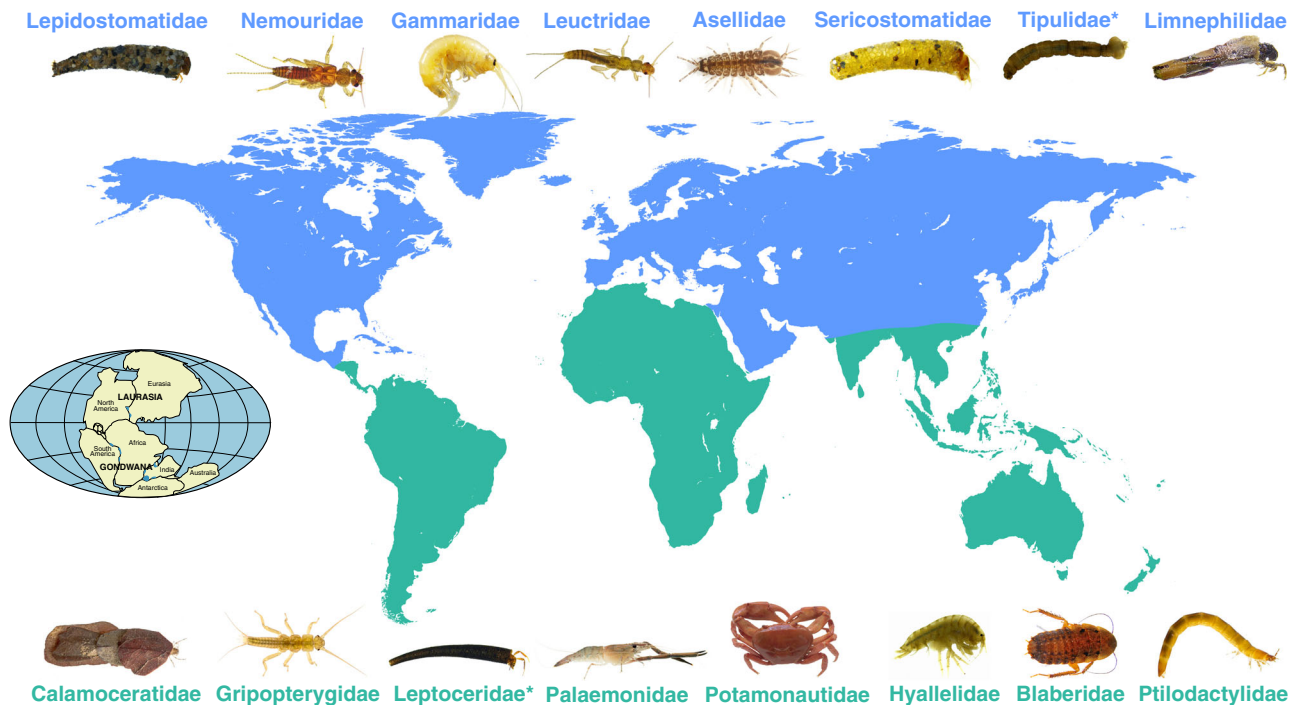 Lepidostomatidae Nemouridae Gammaridae Leuctridae Asellidae Sericostomatidae Tipulidae* Limnephilidae
Eurasia
LAURASIA
North
America
Africa
South
America
GONDWANA
India
Australia
Antarctica
Calamoceratidae Gripopterygidae Leptoceridae* Palaemonidae Potamonautidae Hyallelidae Blaberidae Ptilodactylidae